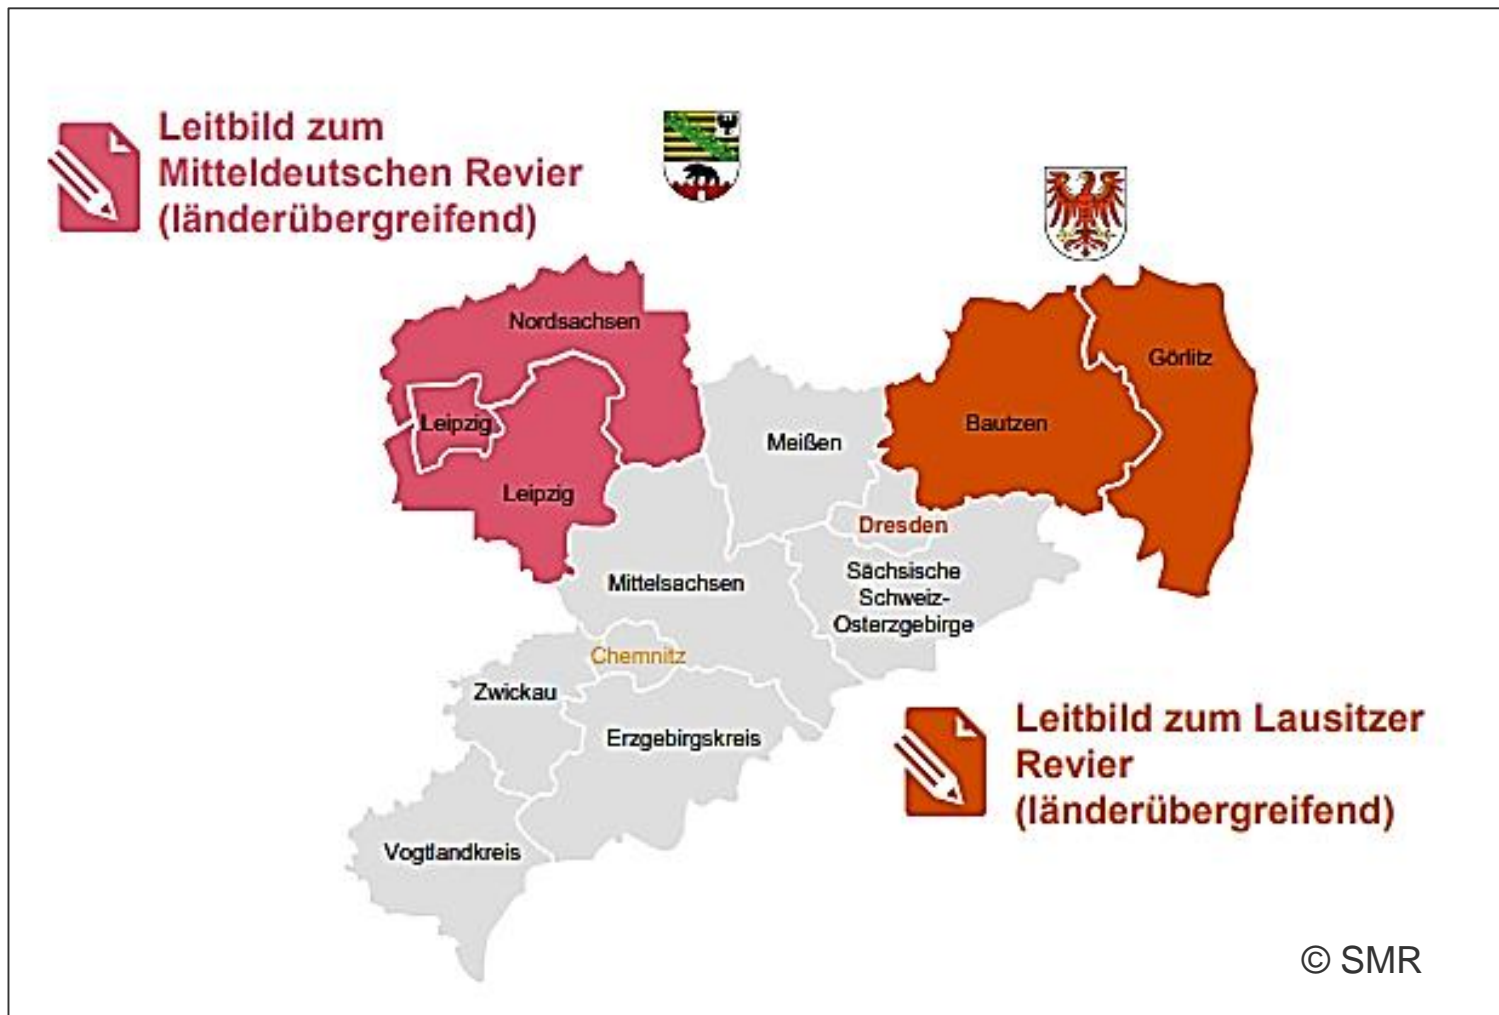 Leitbild zum
Mitteldeutschen Revier
(länderübergreifend)
Nordsachsen
Görlitz
Leipzig
Bautzen
Meißen
Leipzig
Dresden
Mittelsachsen
Sächsische
Schweiz-
Osterzgebirge
Chemnitz
Zwickau
Erzgebirgskreis
Leitbild zum Lausitzer
Revier
(länderübergreifend)
Vogtlandkreis
© SMR